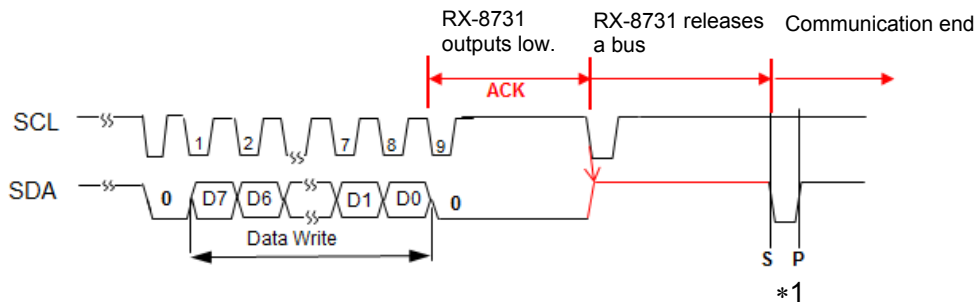 RX-8731
outputs low.
RX-8731 releases
a bus
Communication end
ACK
SCL
1 2 7 8 9
SDA
0 D7 D6 D1 D0 0
Data Write
S P
*1